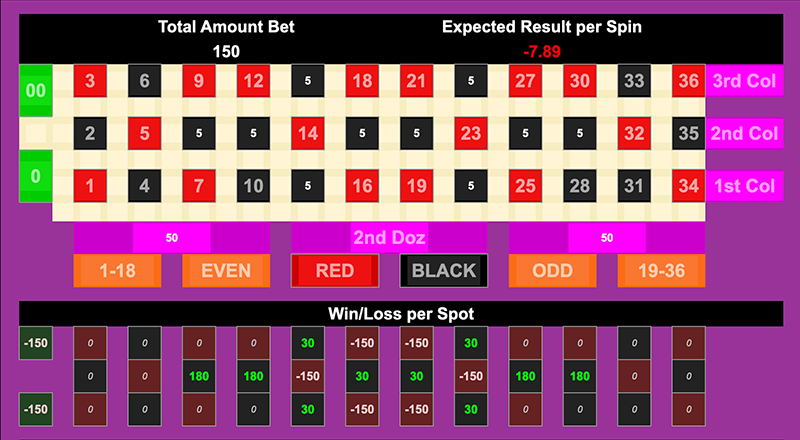 Total Amount Bet Expected Result per Spin
150 -7.89
00 3 6 9 12 5 18 21 5 27 30 33 36 3rd Col
2 5 5 5 14 5 5 23 5 5 32 35 2nd Col
0 1 4 7 10 5 16 19 5 25 28 31 34 1st Col
50 2nd Doz 50
1-18 EVEN RED BLACK ODD 19-36
Win/Loss per Spot
-150 0 0 0 0 30 -150 -150 30 0 0 0 0
0 0 180 180 -150 30 30 -150 180 180 0 0
-150 0 0 0 0 30 -150 -150 30 0 0 0 0